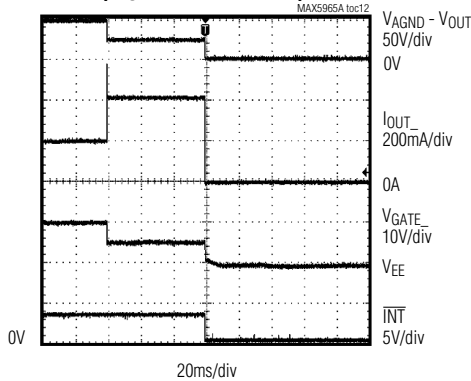 MAX5965A toc12
VAGND - VOUT
50V/div
0V
IOUT_
200mA/div
0A
VGATE_
10V/div
VEE
INT
0V
5V/div
20ms/div